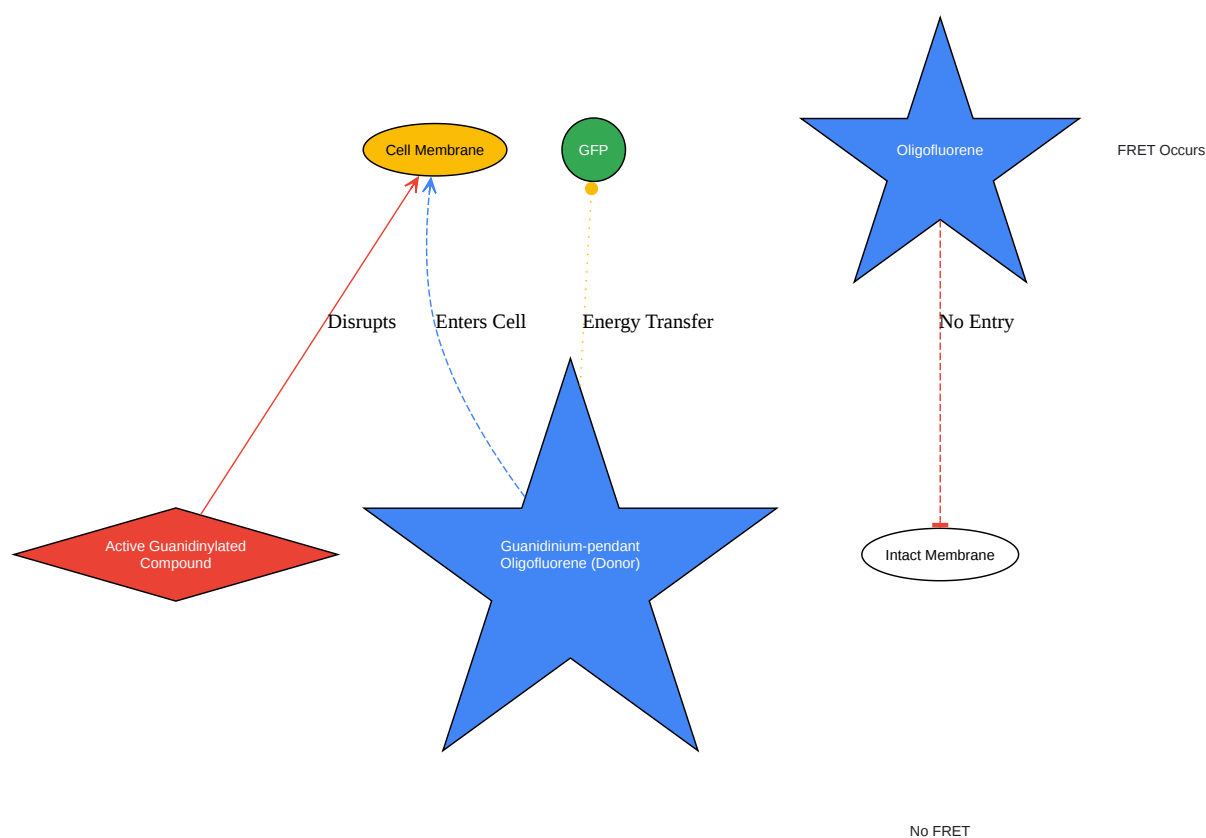 Cell Membrane
GFP
Oligofluorene
FRET Occurs
Disrupts
Enters Cell
Energy Transfer
No Entry
Active Guanidinylated
Compound
Guanidinium-pendant
Oligofluorene (Donor)
Intact Membrane
No FRET